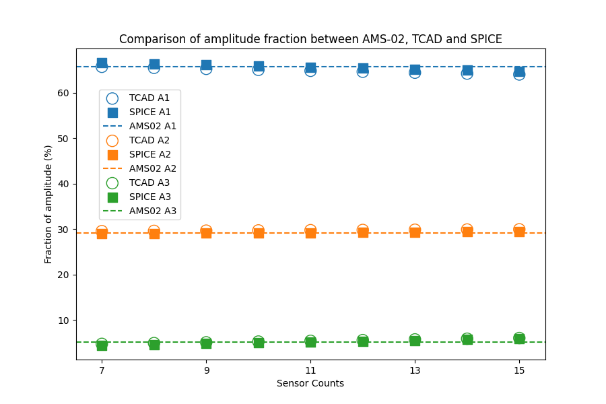 Comparison of amplitude fraction between AMS-02, TCAD and SPICE
Fraction of amplitude (%)
60
50
40
30
20
10
TCAD A1
SPICE A1
AMS02 A1
TCAD A2
SPICE A2
AMS02 A2
TCAD A3
SPICE A3
AMS02 A3
7
9
11
13
15
Sensor Counts